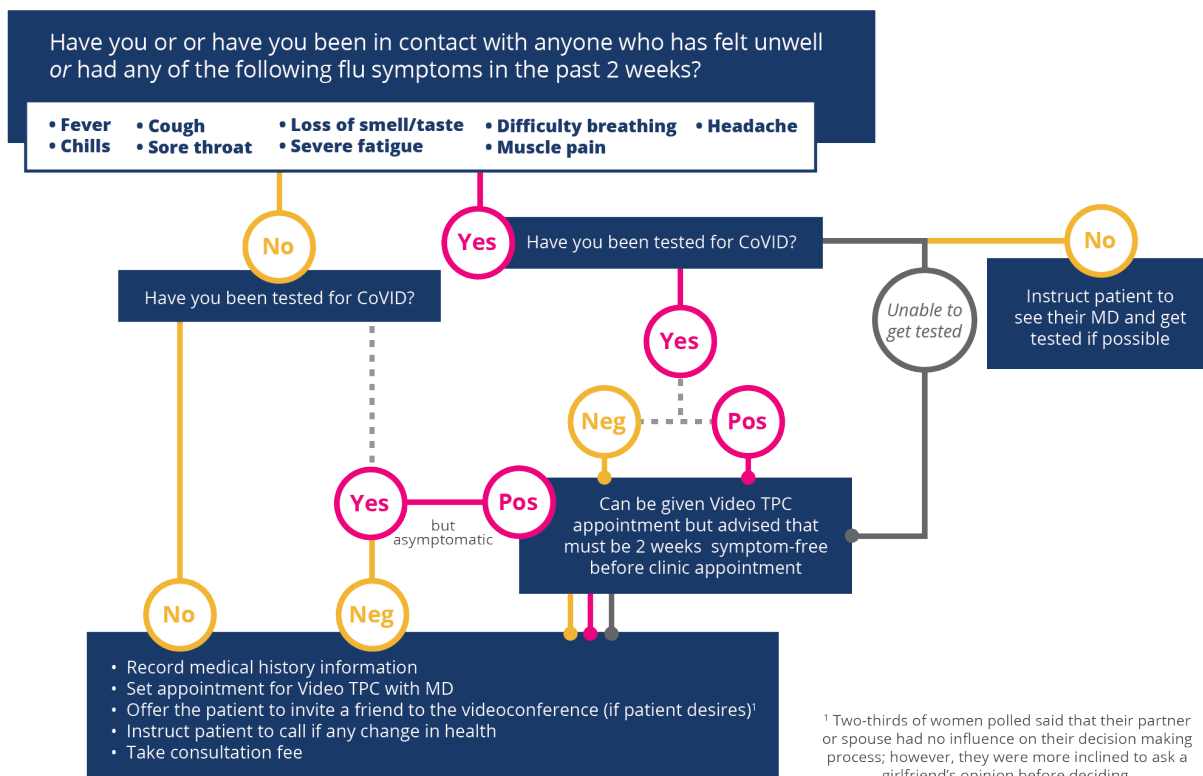 Have you or or have you been in contact with anyone who has felt unwell
or had any of the following flu symptoms in the past 2 weeks?
• Fever • Cough • Loss of smell/taste • Difficulty breathing • Headache
• Chills • Sore throat • Severe fatigue • Muscle pain
No
Yes
Have you been tested for CoVID?
No
Have you been tested for CoVID?
Unable to
get tested
Instruct patient to
see their MD and get
tested if possible
Yes
Neg
Pos
Yes
but
asymptomatic
Pos
Can be given Video TPC
appointment but advised that
must be 2 weeks symptom-free
before clinic appointment
No
Neg
• Record medical history information
• Set appointment for Video TPC with MD
• Offer the patient to invite a friend to the videoconference (if patient desires)¹
• Instruct patient to call if any change in health
• Take consultation fee
¹ Two-thirds of women polled said that their partner
or spouse had no influence on their decision making
process; however, they were more inclined to ask a
girlfriend's opinion before deciding